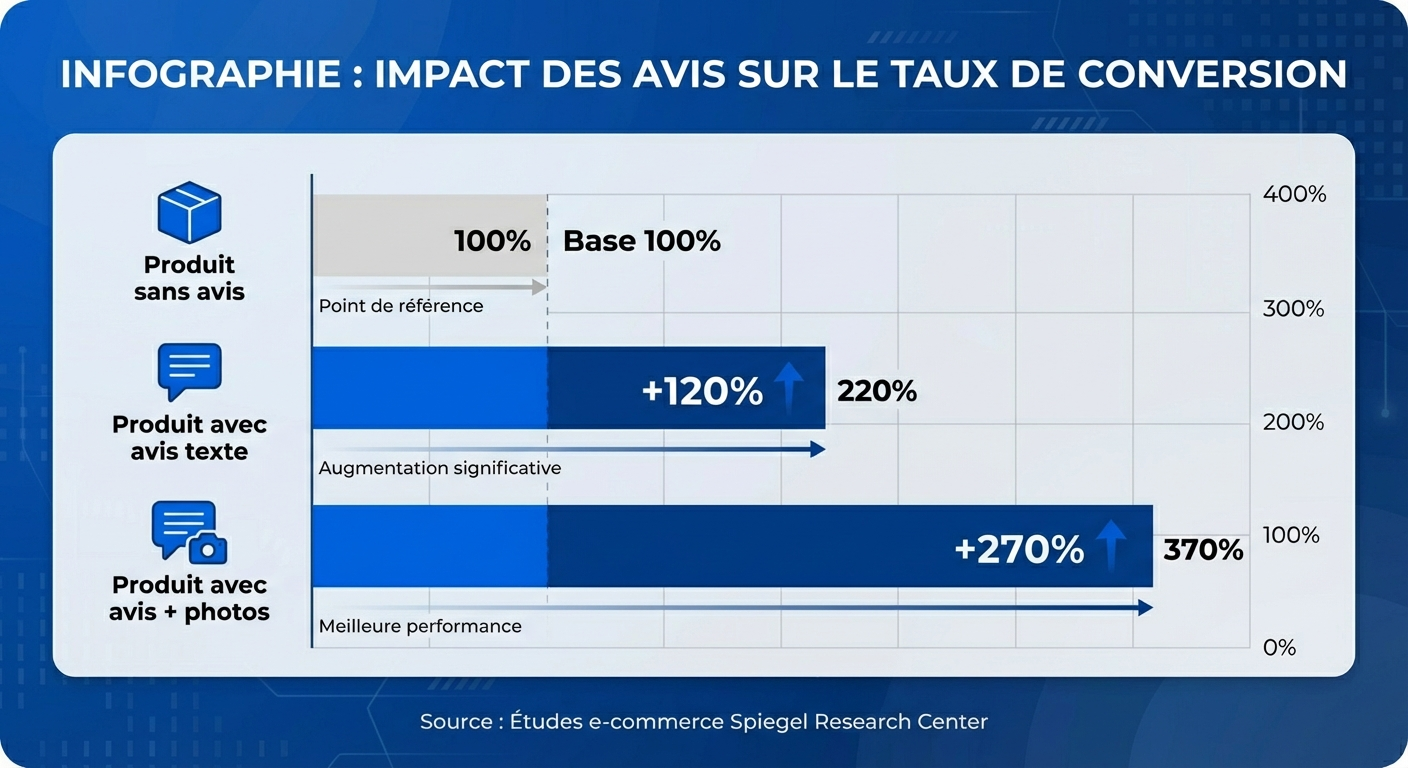 INFOGRAPHIE : IMPACT DES AVIS SUR LE TAUX DE CONVERSION
Produit
sans avis
100%
Base 100%
Point de référence
Produit avec
avis texte
+120%
220%
Augmentation significative
Produit avec
avis + photos
+270%
370%
Meilleure performance
400%
300%
200%
100%
0%
Source : Études e-commerce Spiegel Research Center